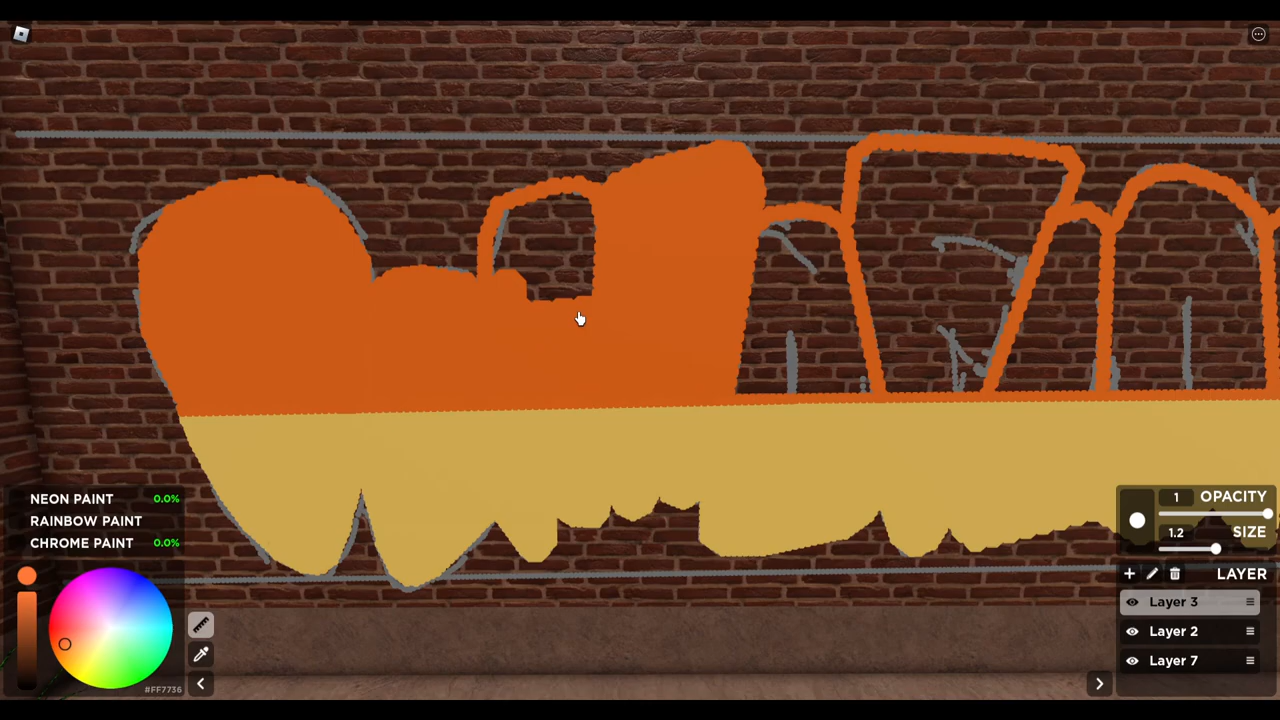 NEON PAINT 0.0%
RAINBOW PAINT
CHROME PAINT 0.0%
#FF7736
1 OPACITY
1.2 SIZE
LAYER
Layer 3
Layer 2
Layer 7